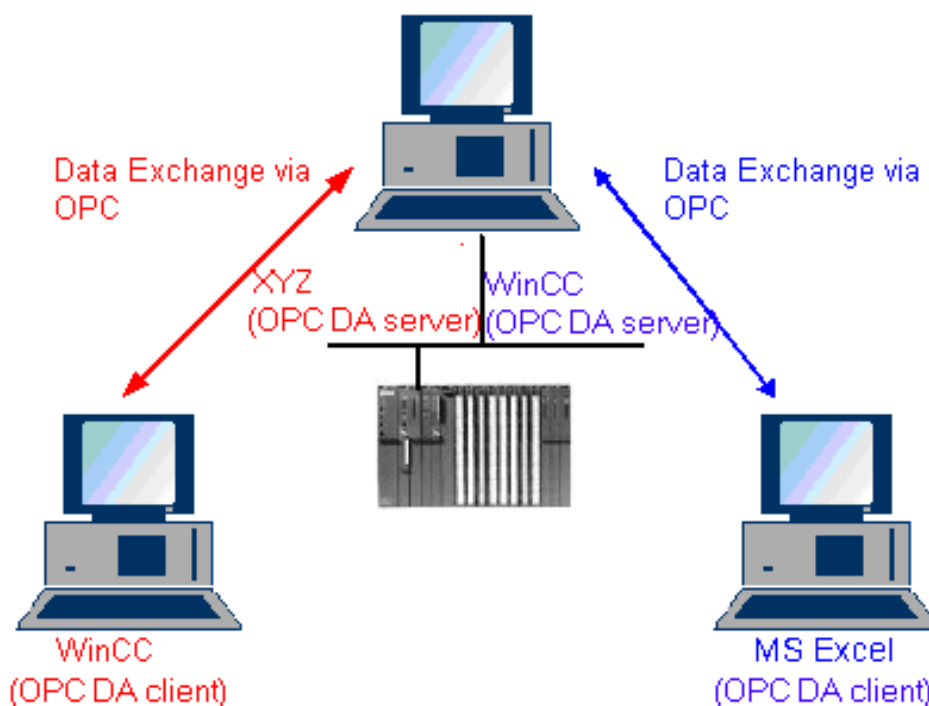 Data Exchange via
OPC
Data Exchange via
OPC
XYZ
(OPC DA server)
WinCC
(OPC DA server)
WinCC
(OPC DA client)
MS Excel
(OPC DA client)